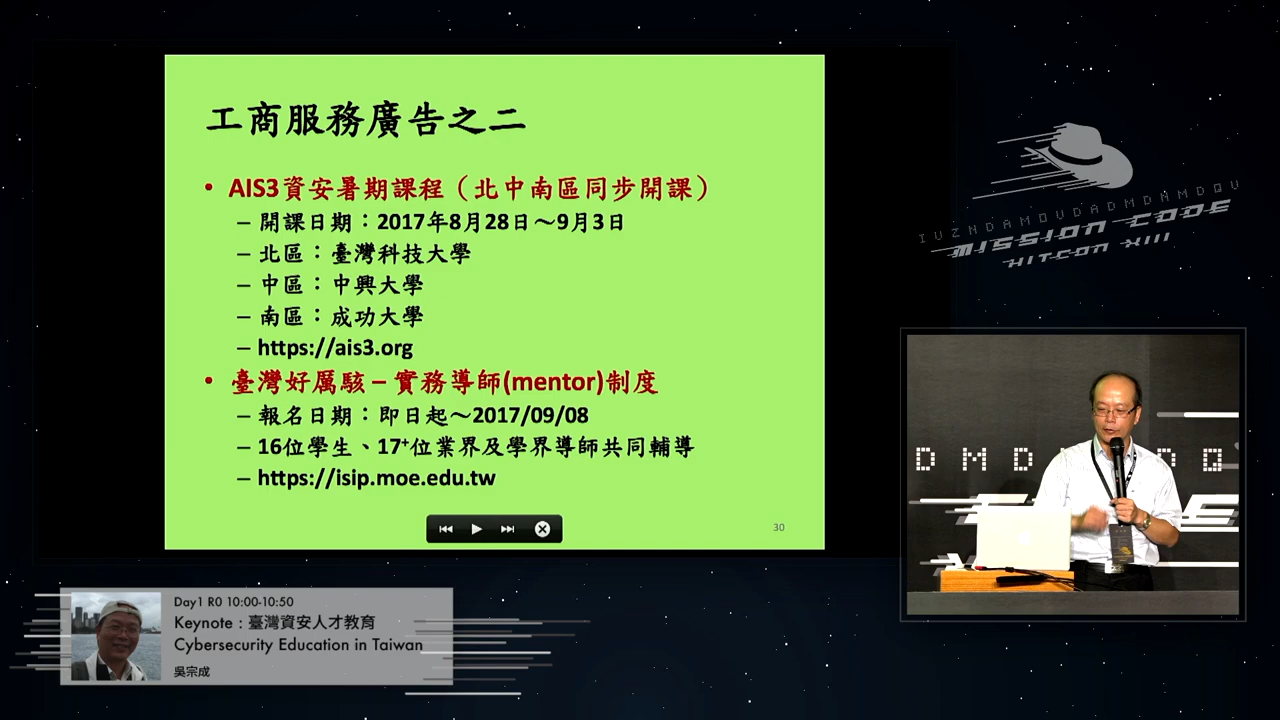 工商服務廣告之二
• AIS3資安暑期課程（北中南區同步開課）
– 開課日期：2017年8月28日～9月3日
– 北區：臺灣科技大學
– 中區：中興大學
– 南區：成功大學
– https://ais3.org
• 臺灣好厲駭 – 實務導師(mentor)制度
– 報名日期：即日起～2017/09/08
– 16位學生、17⁺位業界及學界導師共同輔導
– https://isip.moe.edu.tw
30
IUZNDAMOUDADMDNMDQU
MISSION CODE
HITCON XIII
Day1 R0 10:00-10:50
Keynote：臺灣資安人才教育
Cybersecurity Education in Taiwan
吳宗成